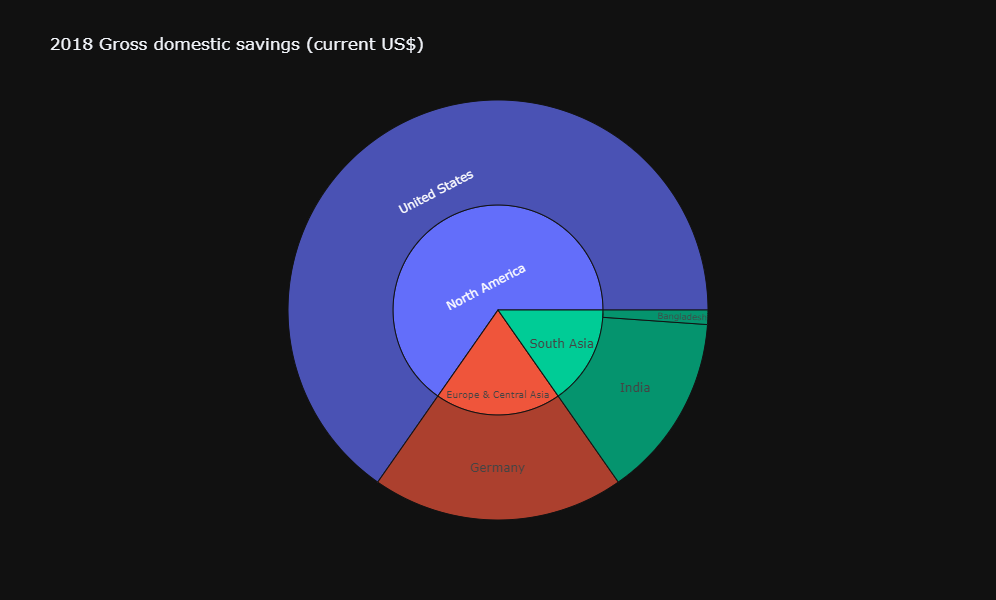 2018 Gross domestic savings (current US$)
United States
North America
Bangladesh
South Asia
India
Europe & Central Asia
Germany